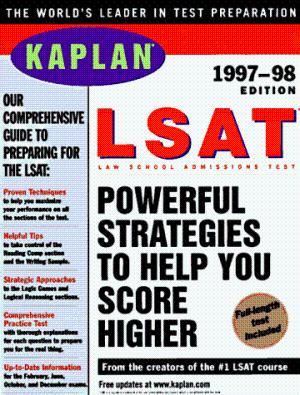 THE WORLD'S LEADER IN TEST PREPARATION
KAPLAN
1997–98
EDITION
LSAT
LAW SCHOOL ADMISSIONS TEST
OUR
COMPREHENSIVE
GUIDE TO
PREPARING FOR
THE LSAT:
Proven Techniques
to help you maximize
your performance on all
the sections of the test.
Helpful Tips
to take control of the
Reading Comp section
and the Writing Sample.
Strategic Approaches
to the Logic Games and
Logical Reasoning sections.
Comprehensive
Practice Test
with thorough explanations
for each question to prepare
you for the real thing.
Up-to-Date Information
for the February, June,
October, and December exams.
POWERFUL
STRATEGIES
TO HELP YOU
SCORE
HIGHER
Full-length
test
included
From the creators of the #1 LSAT course
Free updates at www.kaplan.com